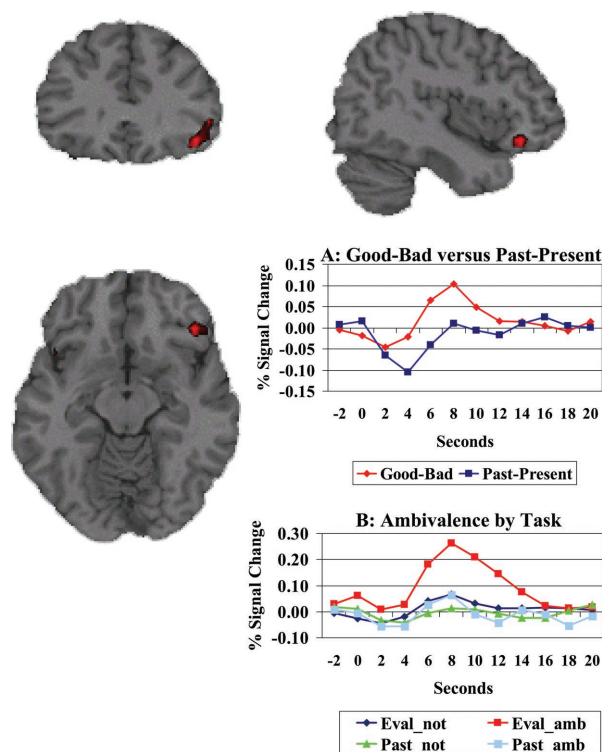 A: Good-Bad versus Past-Present
% Signal Change
0.15
0.10
0.05
0.00
-0.05
-0.10
-0.15
-2 0 2 4 6 8 10 12 14 16 18 20
Seconds
Good-Bad Past-Present
B: Ambivalence by Task
% Signal Change
0.30
0.20
0.10
0.00
-0.10
-2 0 2 4 6 8 10 12 14 16 18 20
Seconds
Eval_not Eval_amb
Past_not Past_amb